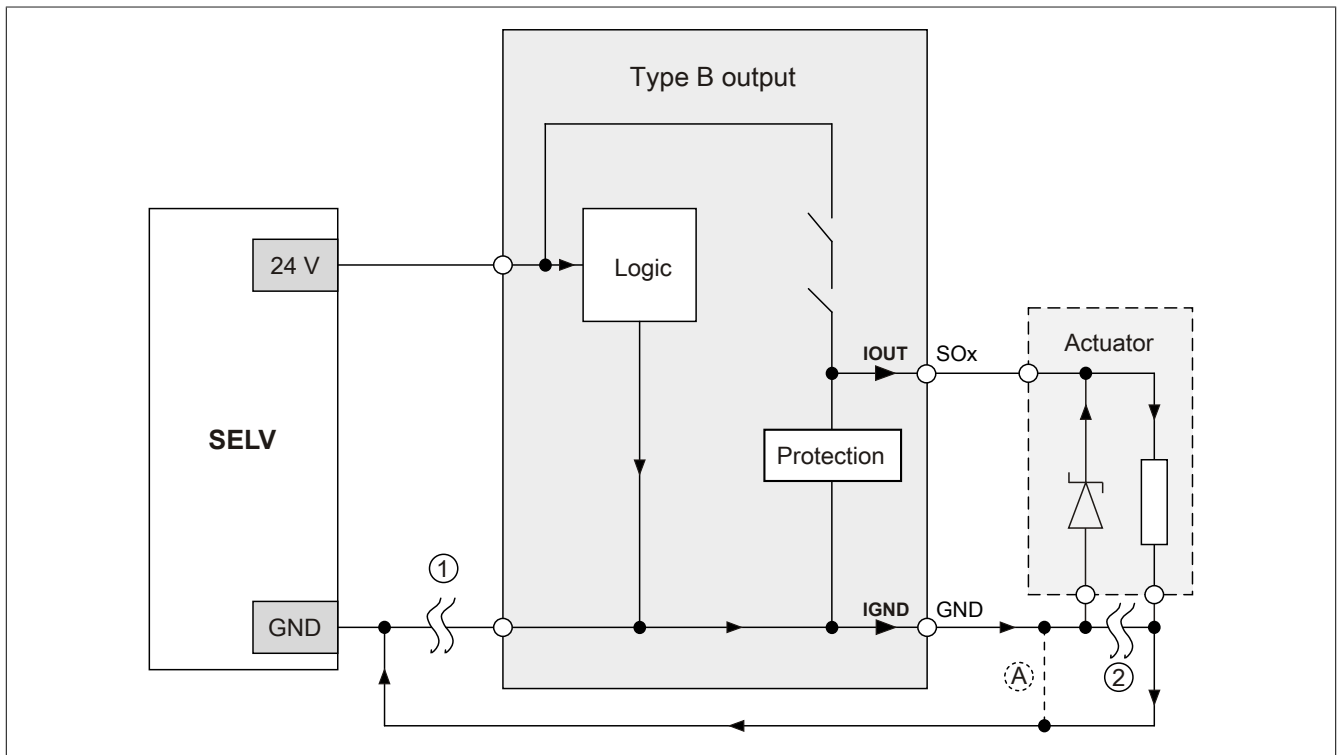 Type B output
24 V
Logic
Actuator
IOUT
SOx
SELV
Protection
1
GND
IGND
GND
A
2